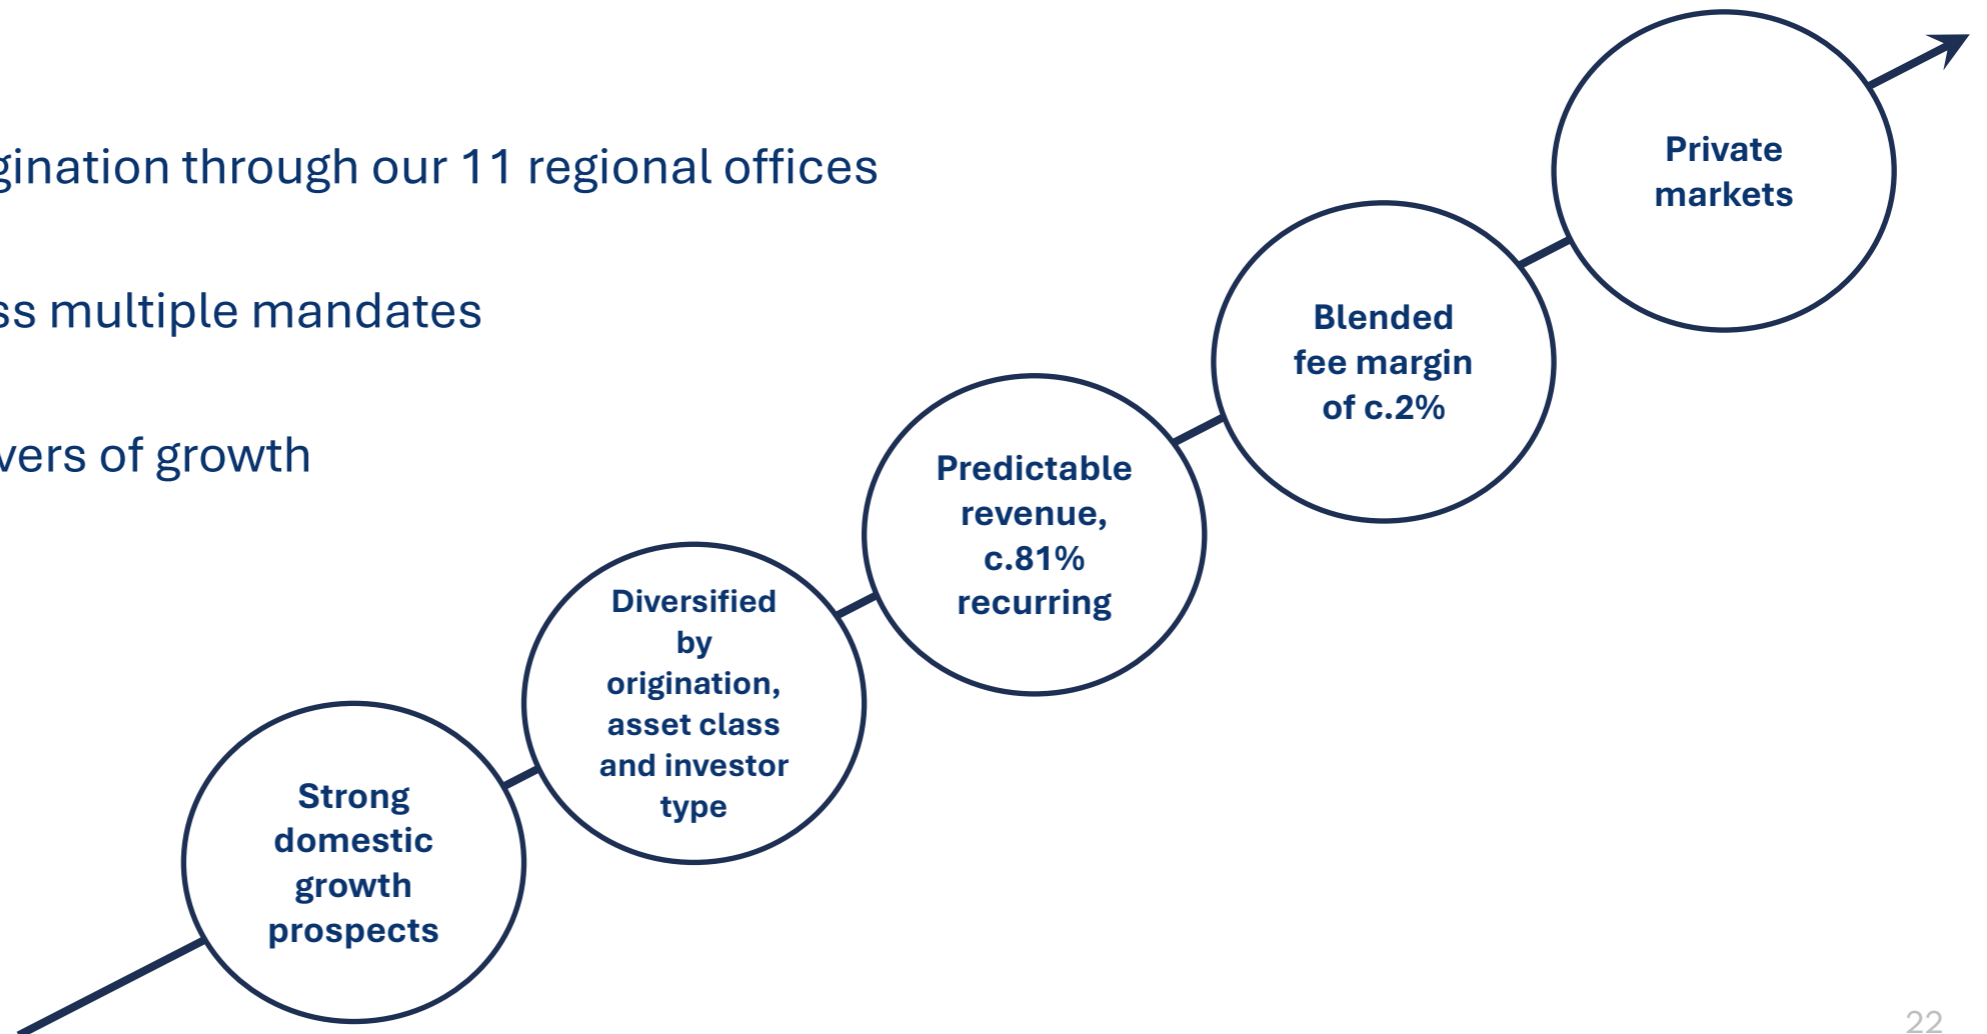 gination through our 11 regional offices
ss multiple mandates
vers of growth
Private
markets
Blended
fee margin
of c.2%
Predictable
revenue,
c.81%
recurring
Diversified
by
origination,
asset class
and investor
type
Strong
domestic
growth
prospects
22